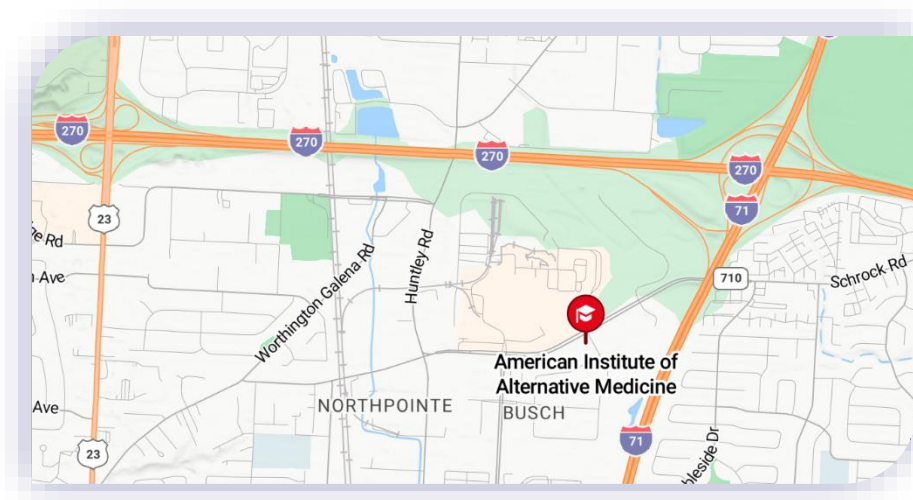 270
270
270
270
71
23
ie Rd
n Ave
Worthington Galena Rd
Huntley Rd
710
Schrock Rd
American Institute of
Alternative Medicine
NORTHPOINTE
BUSCH
Ave
23
71
bleside Dr